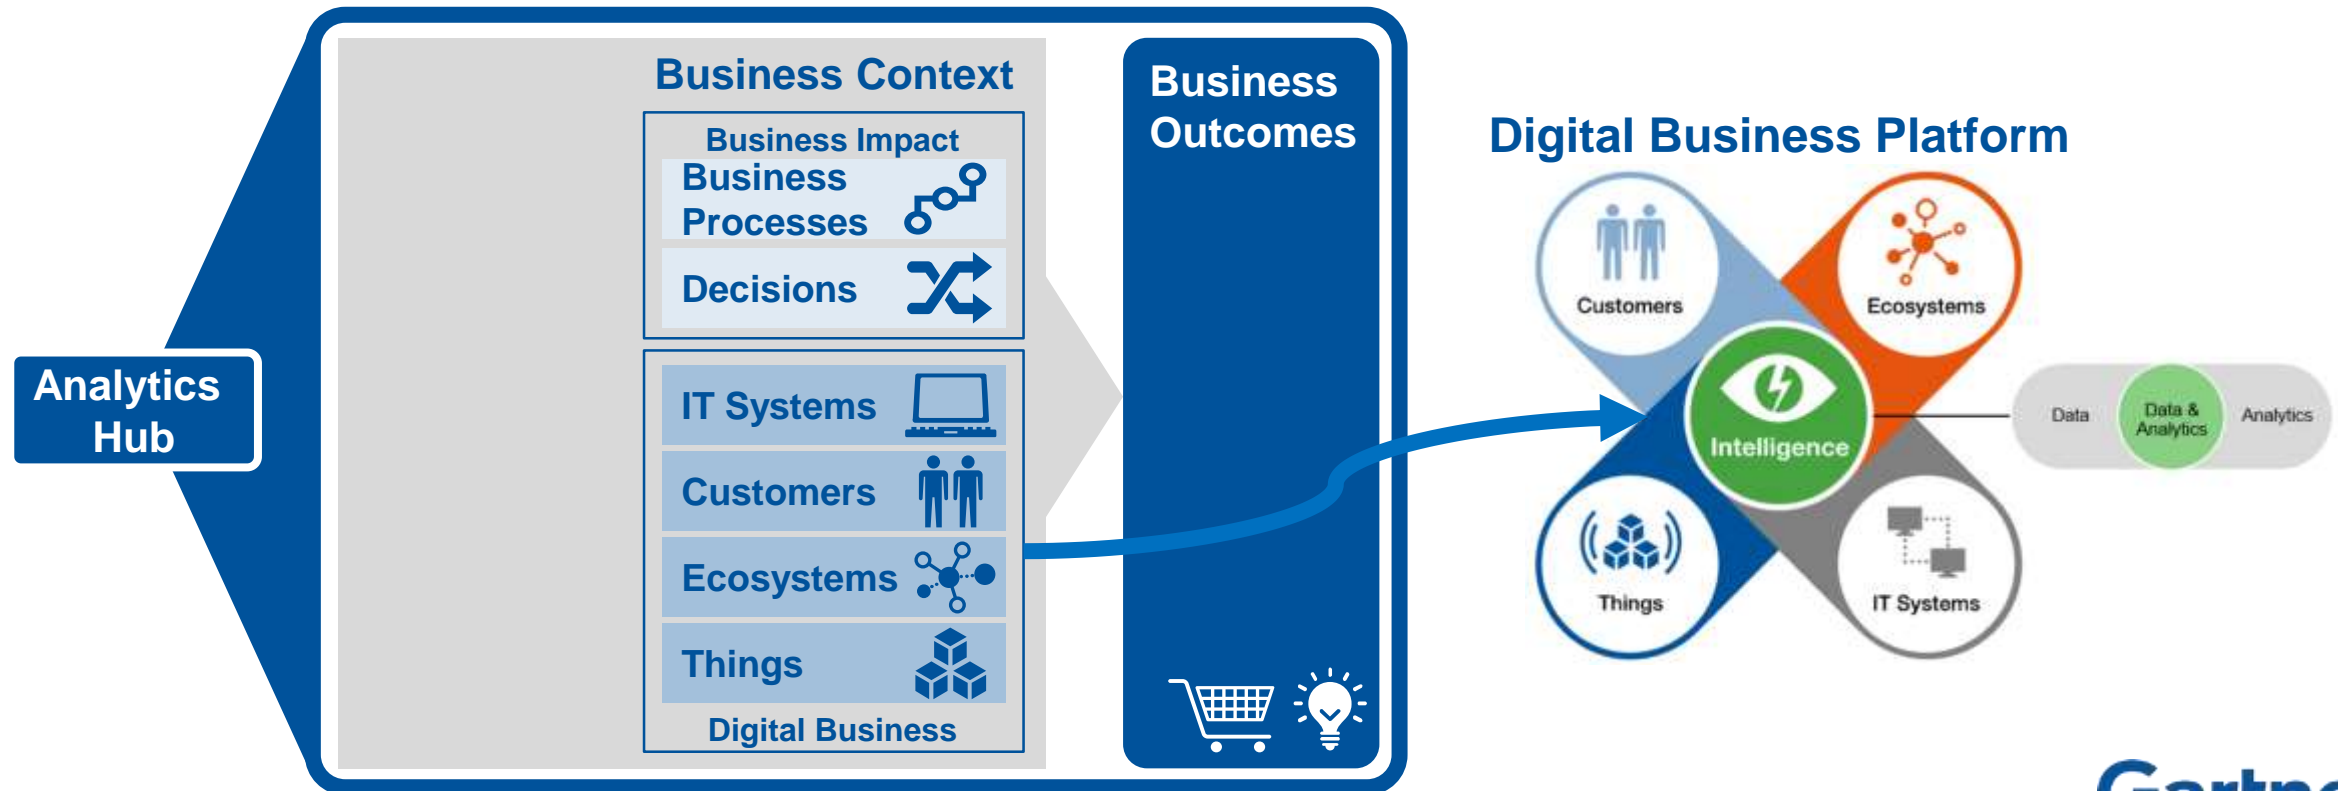 Analytics
Hub
Business Context
Business Impact
Business
Processes
Decisions
IT Systems
Customers
Ecosystems
Things
Digital Business
Business
Outcomes
Digital Business Platform
Customers
Ecosystems
Intelligence
Things
IT Systems
Data
Data &
Analytics
Analytics